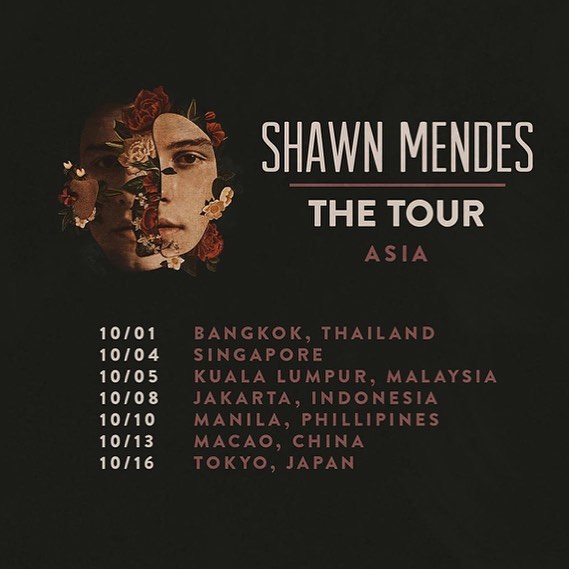 SHAWN MENDES
THE TOUR
ASIA
10/01 BANGKOK, THAILAND
10/04 SINGAPORE
10/05 KUALA LUMPUR, MALAYSIA
10/08 JAKARTA, INDONESIA
10/10 MANILA, PHILLIPINES
10/13 MACAO, CHINA
10/16 TOKYO, JAPAN